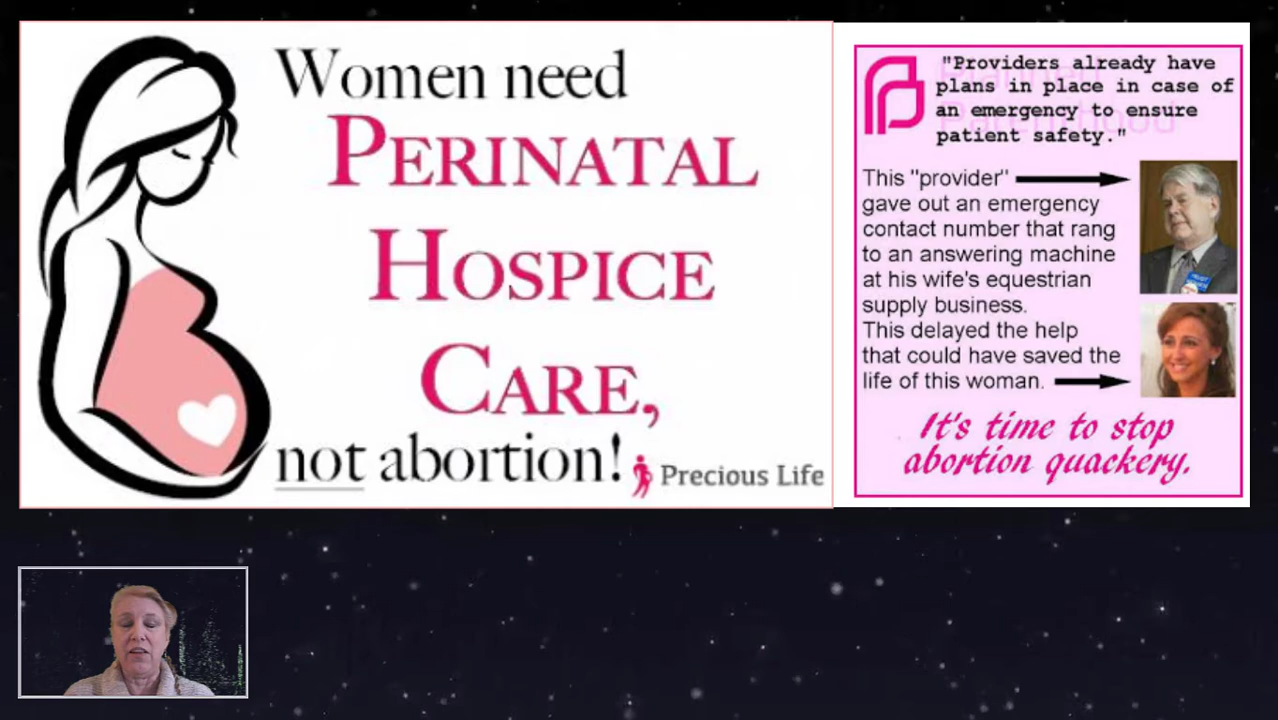 Women need
PERINATAL
HOSPICE
CARE,
not abortion!
Precious Life
"Providers already have
plans in place in case of
an emergency to ensure
patient safety."
This "provider"
gave out an emergency
contact number that rang
to an answering machine
at his wife's equestrian
supply business.
This delayed the help
that could have saved the
life of this woman.
It's time to stop
abortion quackery.